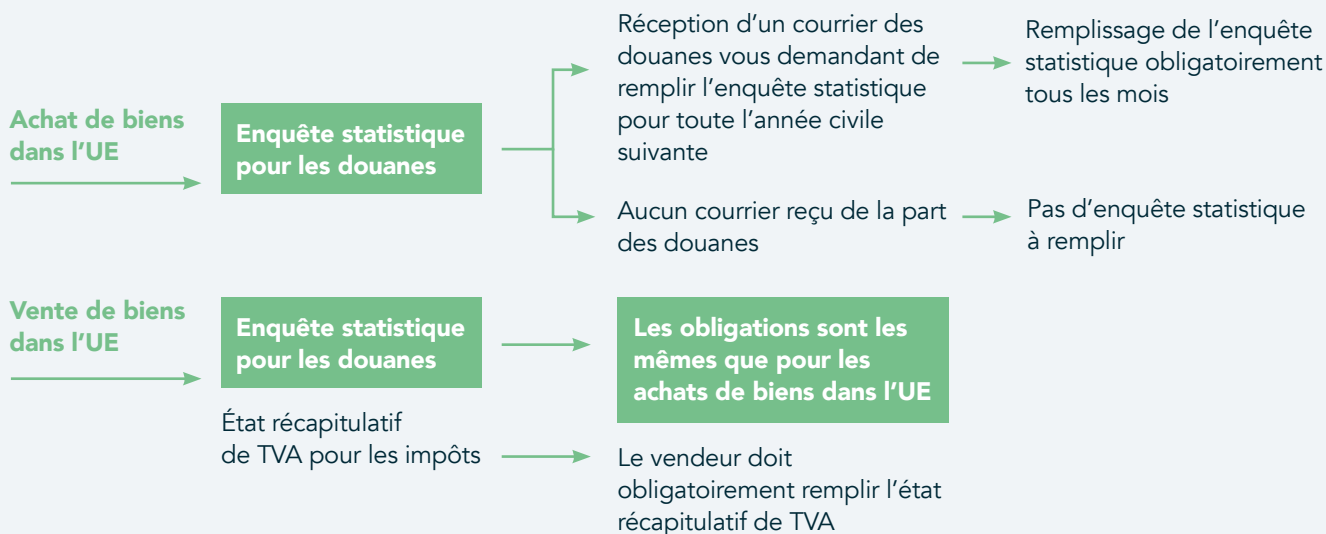 Achat de biens
dans l’UE
Enquête statistique
pour les douanes
Réception d’un courrier des
douanes vous demandant de
remplir l’enquête statistique
pour toute l’année civile
suivante
Remplissage de l’enquête
statistique obligatoirement
tous les mois
Aucun courrier reçu de la part
des douanes
Pas d’enquête statistique
à remplir
Vente de biens
dans l’UE
Enquête statistique
pour les douanes
Les obligations sont les
mêmes que pour les
achats de biens dans l’UE
État récapitulatif
de TVA pour les impôts
Le vendeur doit
obligatoirement remplir l’état
récapitulatif de TVA